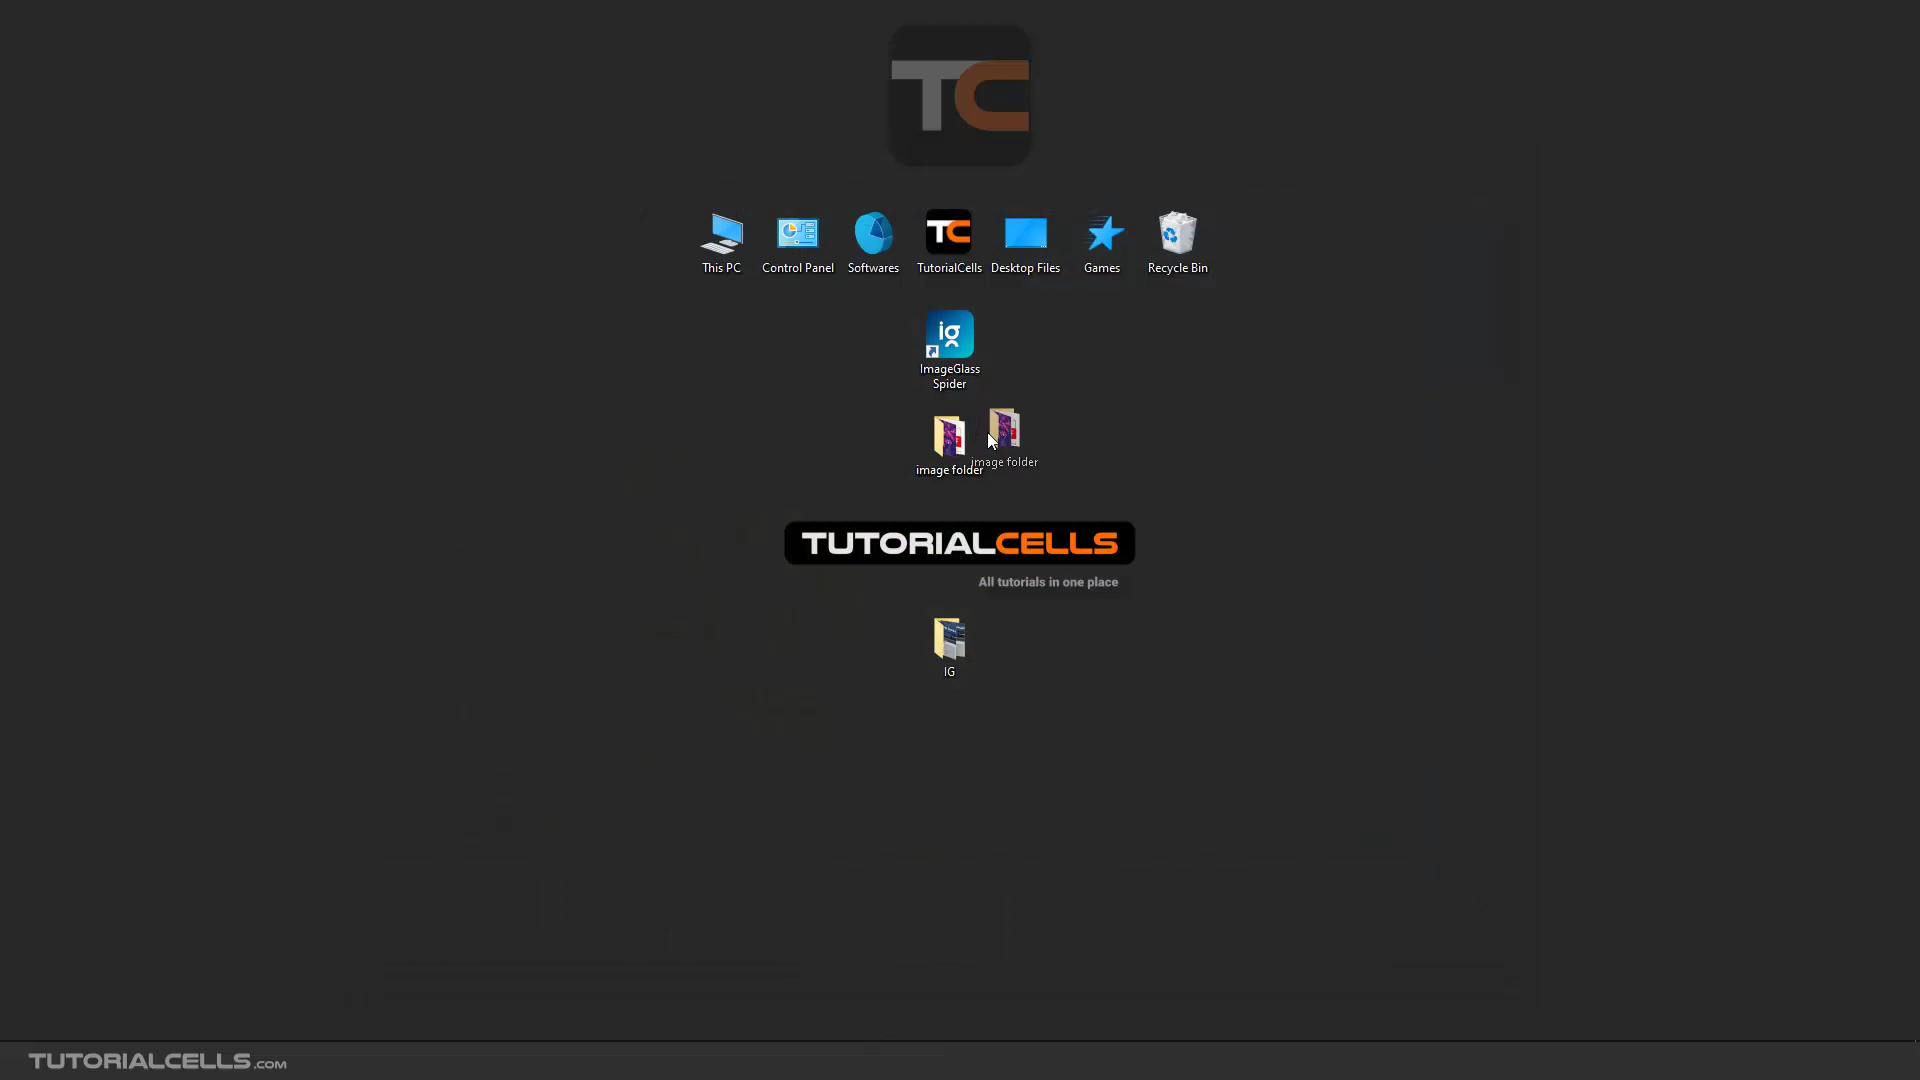 TC
TC
This PC
Control Panel
Softwares
TutorialCells
Desktop Files
Games
Recycle Bin
ig
ImageGlass
Spider
image folder
image folder
TUTORIALCELLS
All tutorials in one place
IG
TUTORIALCELLS.COM